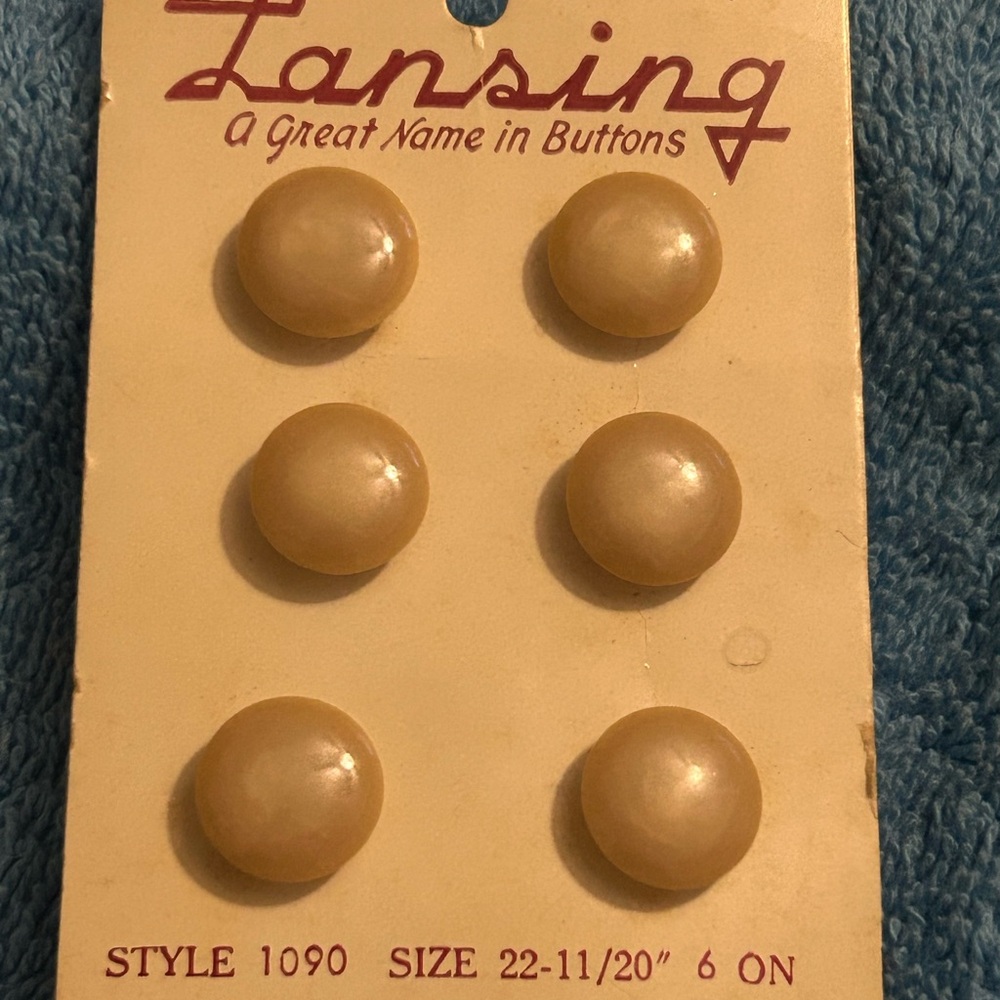 Lansing
A Great Name in Buttons
STYLE 1090 SIZE 22-11/20" 6 ON